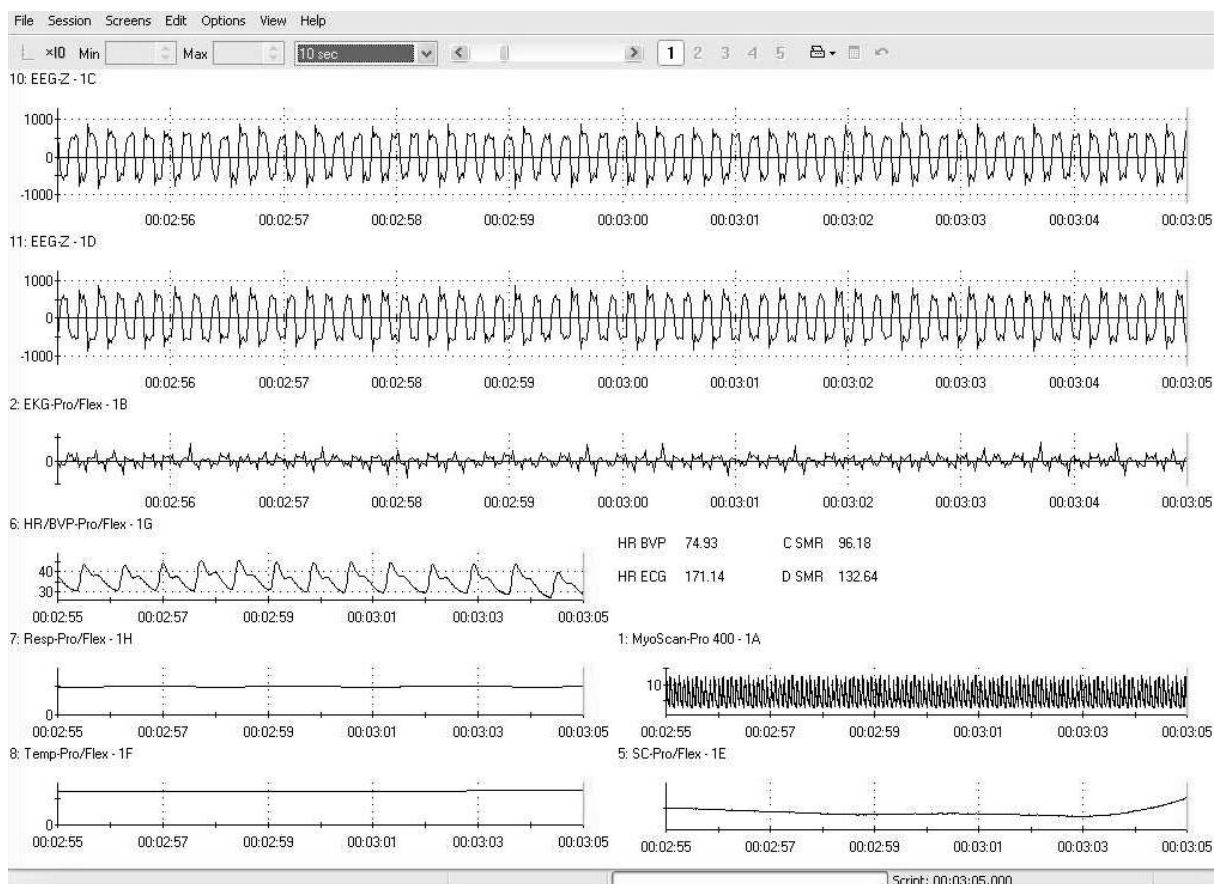 File Session Screens Edit Options View Help
×10 Min Max 10 sec 1 2 3 4 5
10: EEG-Z - 1C
1000
0
-1000
00:02:56 00:02:57 00:02:58 00:02:59 00:03:00 00:03:01 00:03:02 00:03:03 00:03:04 00:03:05
11: EEG-Z - 1D
1000
0
-1000
00:02:56 00:02:57 00:02:58 00:02:59 00:03:00 00:03:01 00:03:02 00:03:03 00:03:04 00:03:05
2: EKG-Pro/Flex - 1B
0
00:02:56 00:02:57 00:02:58 00:02:59 00:03:00 00:03:01 00:03:02 00:03:03 00:03:04 00:03:05
6: HR/BVP-Pro/Flex - 1G
40
30
00:02:55 00:02:57 00:02:59 00:03:01 00:03:03 00:03:05
HR BVP 74.93 C SMR 96.18
HR ECG 171.14 D SMR 132.64
7: Resp-Pro/Flex - 1H
0
00:02:55 00:02:57 00:02:59 00:03:01 00:03:03 00:03:05
1: MyoScan-Pro 400 - 1A
10
00:02:55 00:02:57 00:02:59 00:03:01 00:03:03 00:03:05
8: Temp-Pro/Flex - 1F
0
00:02:55 00:02:57 00:02:59 00:03:01 00:03:03 00:03:05
5: SC-Pro/Flex - 1E
00:02:55 00:02:57 00:02:59 00:03:01 00:03:03 00:03:05
Script: 00:03:05.000